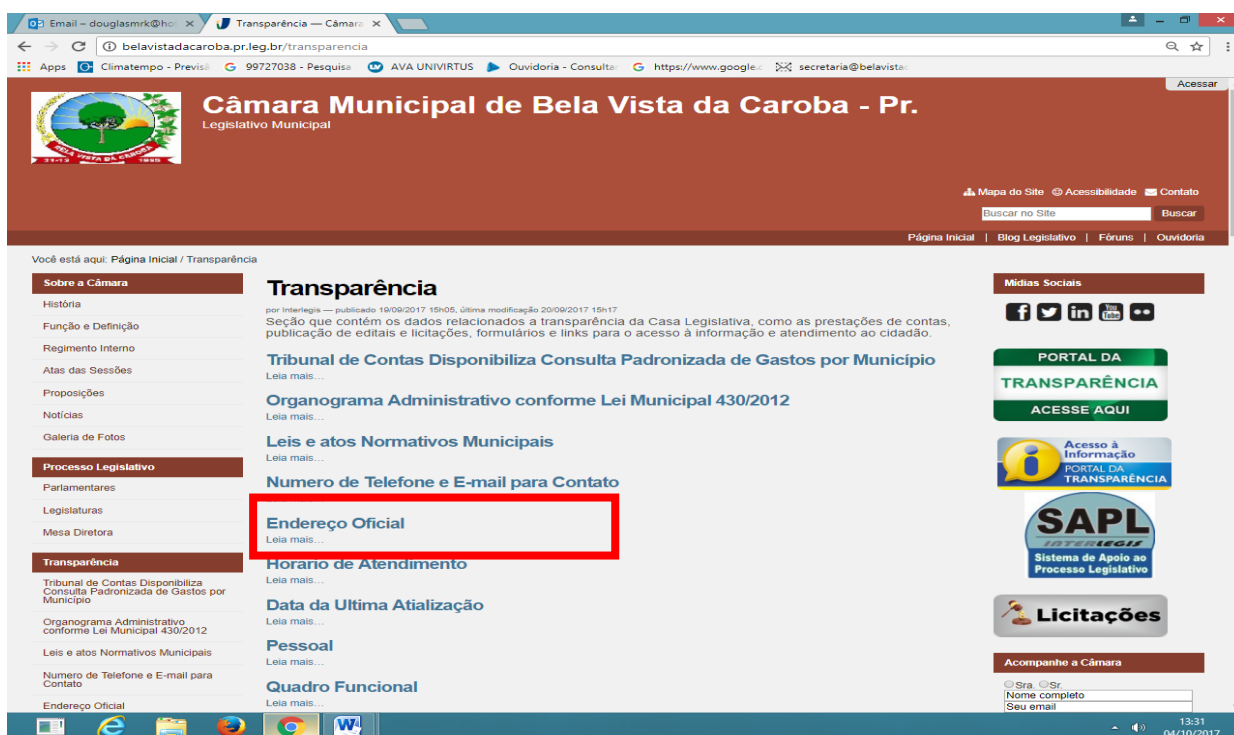 Email – douglasmrk@ho
Transparência — Câmara
belavistadacaroba.pr.leg.br/transparencia
Apps
Climatempo - Previsã
99727038 - Pesquisa
AVA UNIVIRTUS
Ouvidoria - Consultar
https://www.google.c
secretaria@belavistac
Acessar
Câmara Municipal de Bela Vista da Caroba - Pr.
Legislativo Municipal
BELA VISTA DA CAROBA
Mapa do Site
Acessibilidade
Contato
Buscar no Site
Buscar
Página Inicial | Blog Legislativo | Fóruns | Ouvidoria
Você está aqui: Página Inicial / Transparência
Sobre a Câmara
História
Função e Definição
Regimento Interno
Atas das Sessões
Proposições
Notícias
Galeria de Fotos
Processo Legislativo
Parlamentares
Legislaturas
Mesa Diretora
Transparência
Tribunal de Contas Disponibiliza
Consulta Padronizada de Gastos por
Município
Organograma Administrativo
conforme Lei Municipal 430/2012
Leis e atos Normativos Municipais
Numero de Telefone e E-mail para
Contato
Endereço Oficial
Transparência
por Interlegis — publicado 19/09/2017 15h05, última modificação 20/09/2017 15h17
Seção que contém os dados relacionados a transparência da Casa Legislativa, como as prestações de contas,
publicação de editais e licitações, formulários e links para o acesso à informação e atendimento ao cidadão.
Tribunal de Contas Disponibiliza Consulta Padronizada de Gastos por Município
Leia mais…
Organograma Administrativo conforme Lei Municipal 430/2012
Leia mais…
Leis e atos Normativos Municipais
Leia mais…
Numero de Telefone e E-mail para Contato
Endereço Oficial
Leia mais…
Horário de Atendimento
Leia mais…
Data da Ultima Atialização
Leia mais…
Pessoal
Leia mais…
Quadro Funcional
Leia mais…
Mídias Sociais
You
Tube
PORTAL DA
TRANSPARÊNCIA
ACESSE AQUI
Acesso à
Informação
PORTAL DA
TRANSPARÊNCIA
SAPL
INTERLEGIS
Sistema de Apoio ao
Processo Legislativo
Licitações
Acompanhe a Câmara
Sra. Sr.
Nome completo
Seu email
13:31
04/10/2017